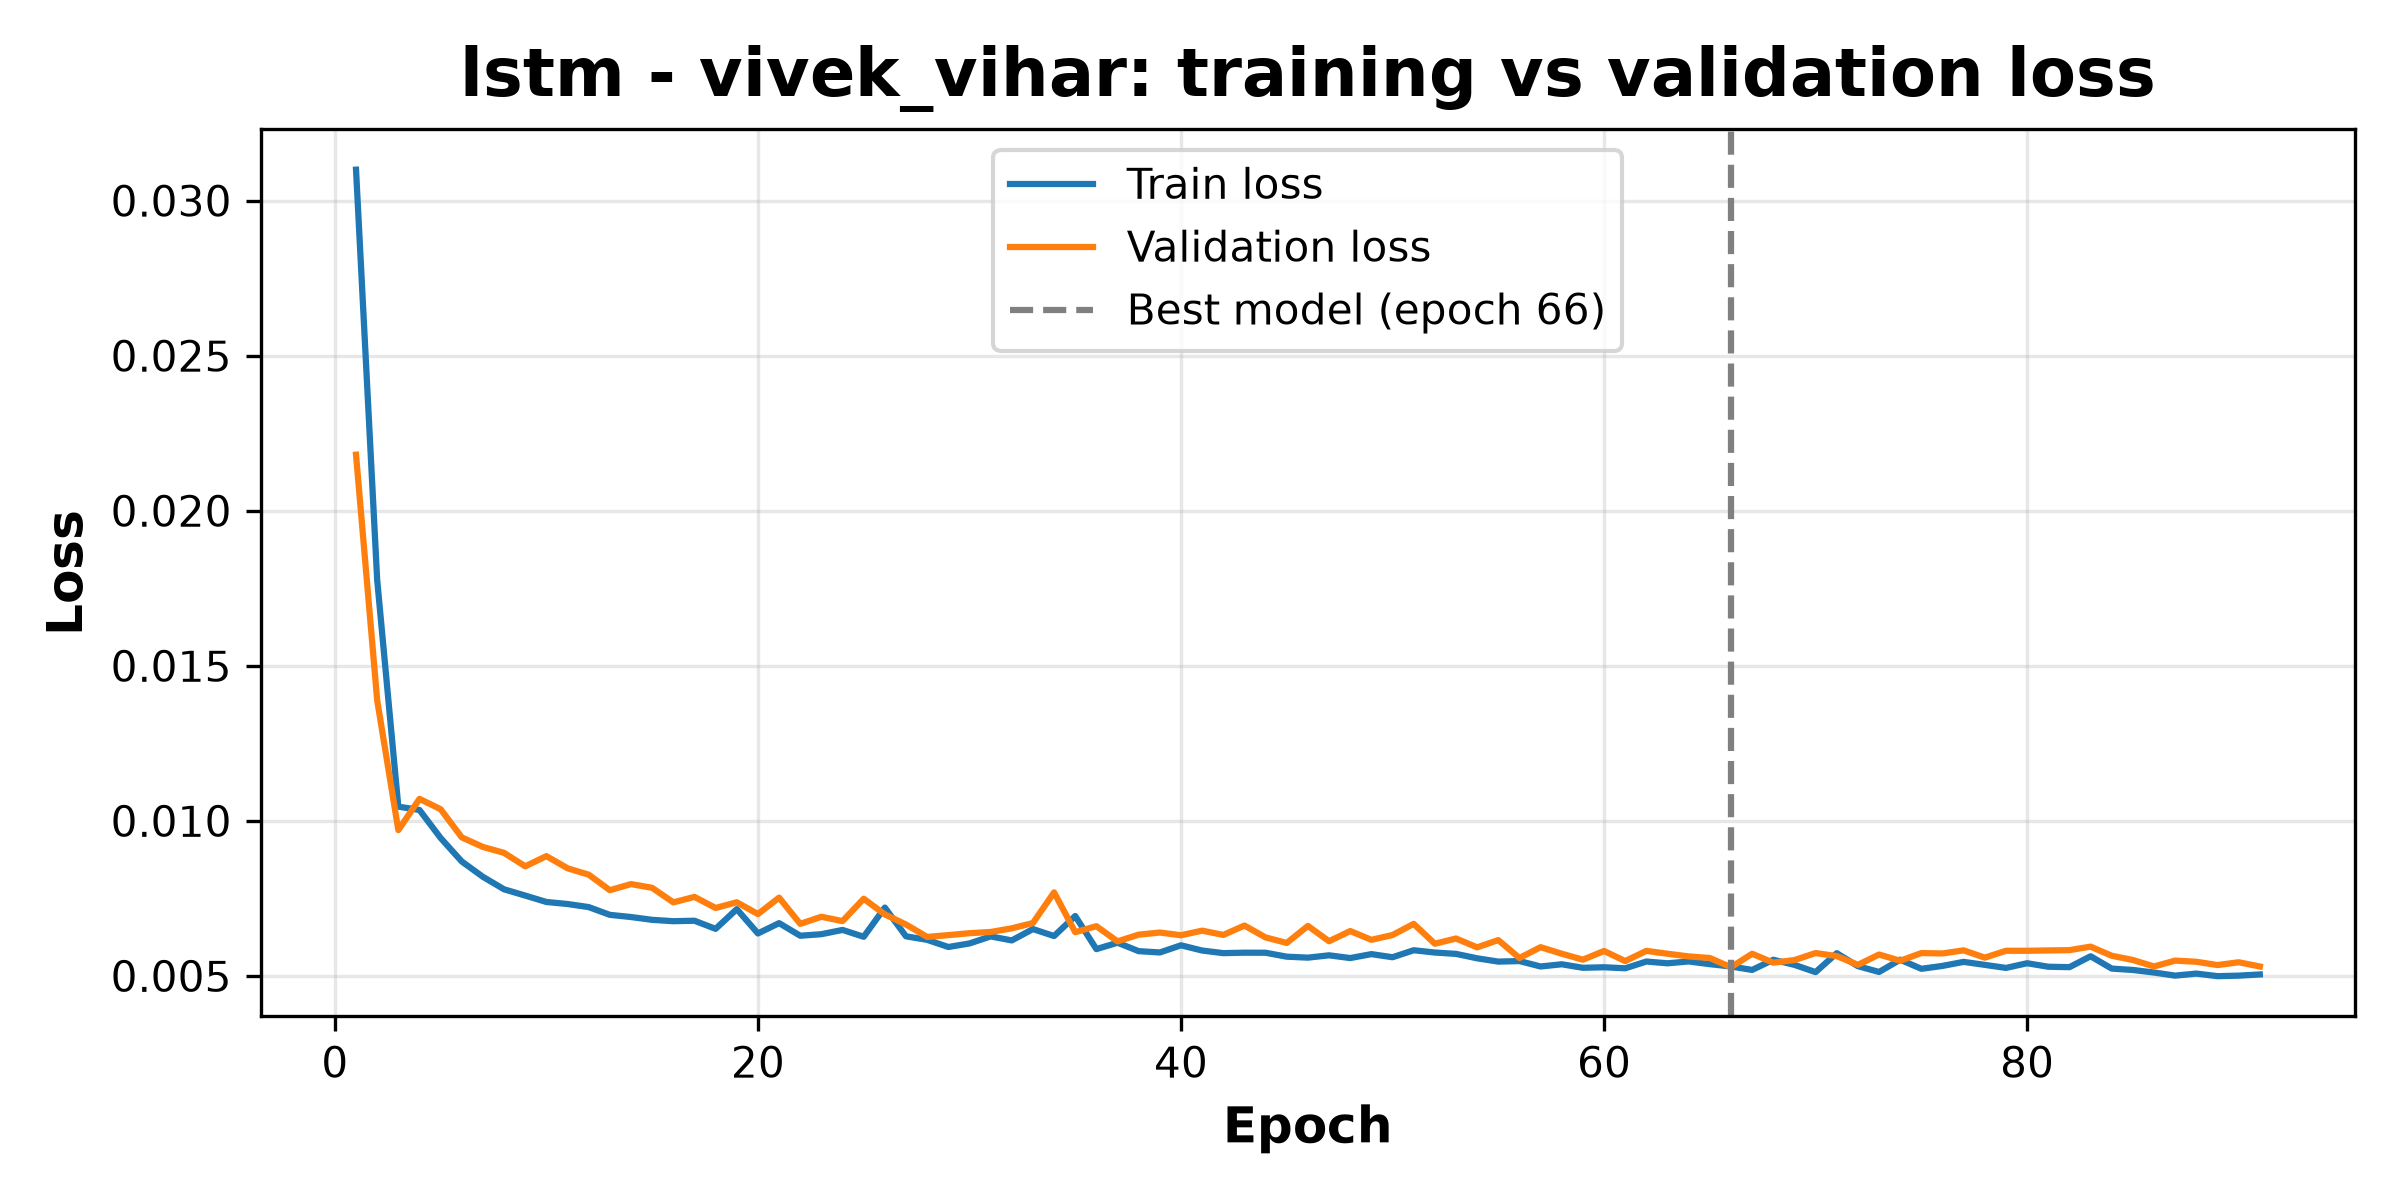 lstm - vivek_vihar: training vs validation loss
Train loss
Validation loss
Best model (epoch 66)
Loss
0.030
0.025
0.020
0.015
0.010
0.005
0
20
40
60
80
Epoch